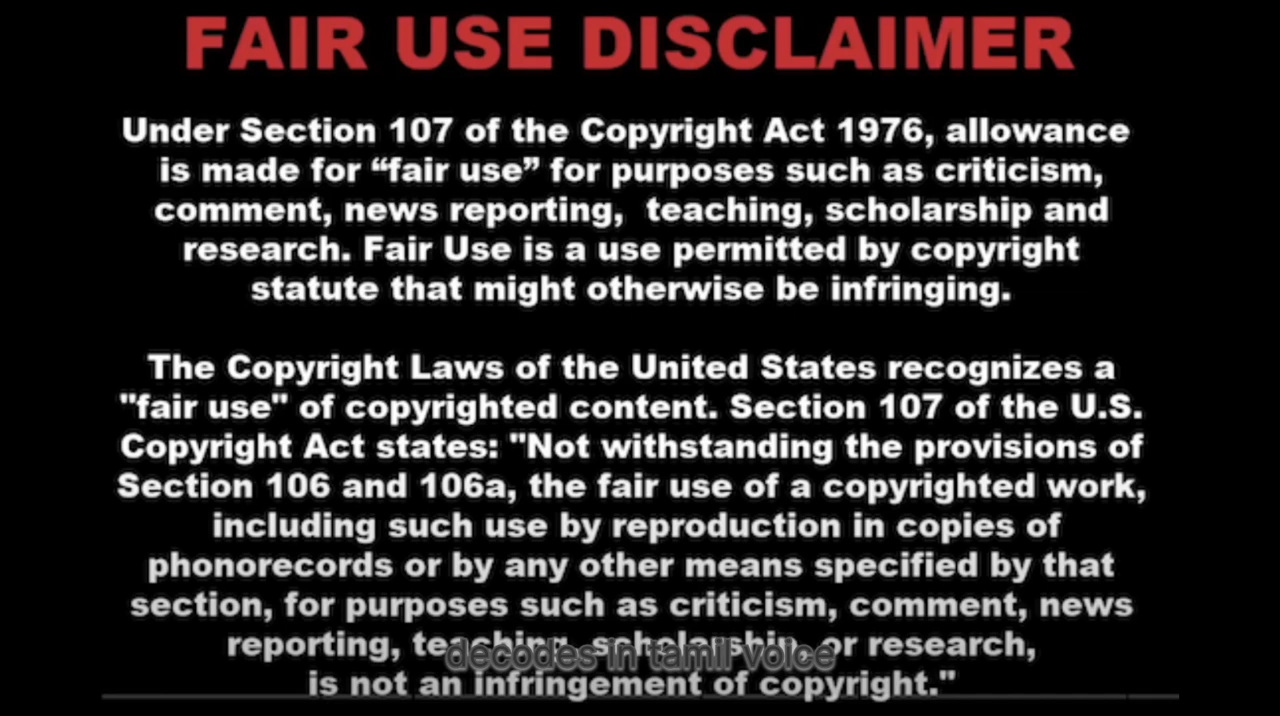 FAIR USE DISCLAIMER
Under Section 107 of the Copyright Act 1976, allowance
is made for “fair use” for purposes such as criticism,
comment, news reporting,  teaching, scholarship and
research. Fair Use is a use permitted by copyright
statute that might otherwise be infringing.
The Copyright Laws of the United States recognizes a
"fair use" of copyrighted content. Section 107 of the U.S.
Copyright Act states: "Not withstanding the provisions of
Section 106 and 106a, the fair use of a copyrighted work,
including such use by reproduction in copies of
phonorecords or by any other means specified by that
section, for purposes such as criticism, comment, news
reporting, teaching, scholarship, or research,
decodes in tamil voice
is not an infringement of copyright."